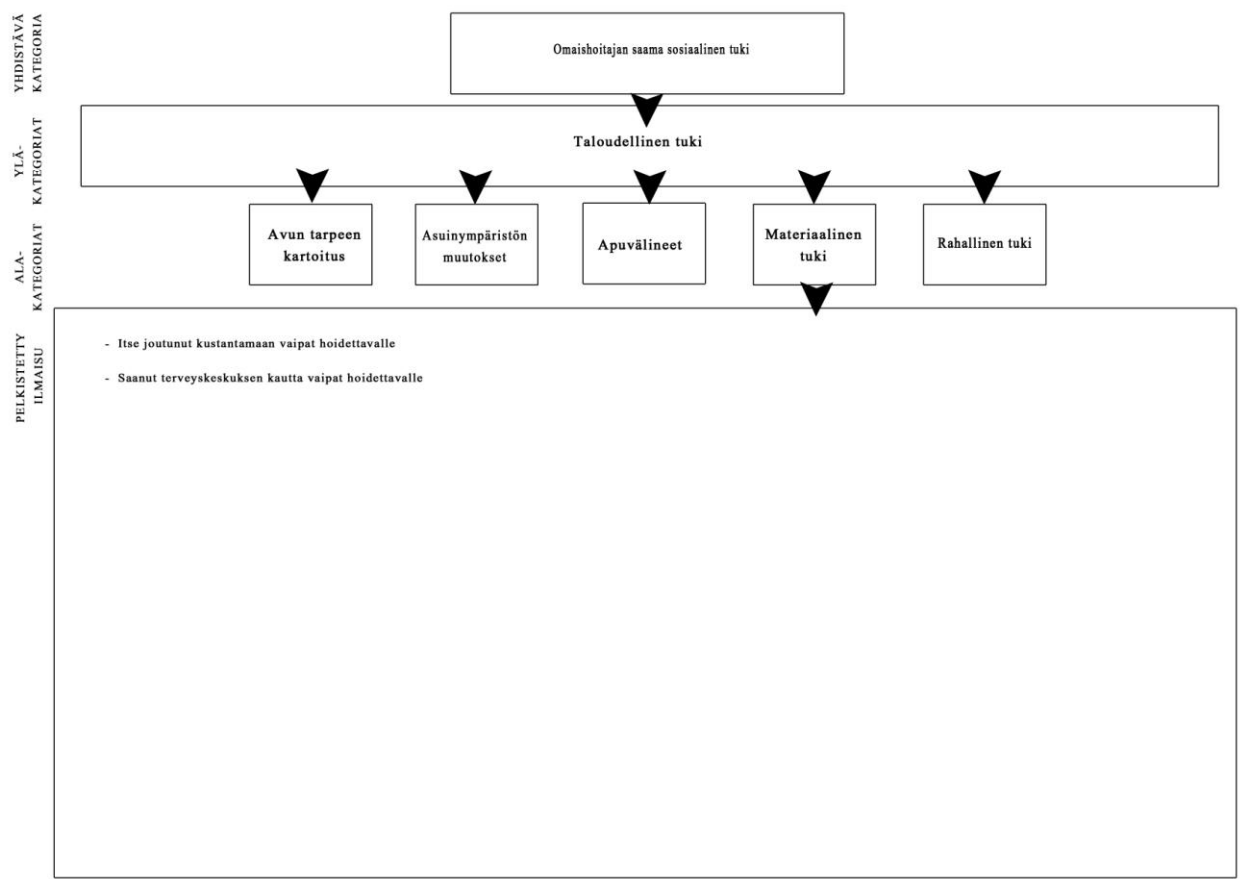 YHDISTÄVÄ
KATEGORIA
Omaishoitajan saama sosiaalinen tuki
YLÄ-
KATEGORIAT
Taloudellinen tuki
ALA-
KATEGORIAT
Avun tarpeen
kartoitus
Asuinympäristön
muutokset
Apuvälineet
Materiaalinen
tuki
Rahallinen tuki
PELKISTETTY
ILMAISU
- Itse joutunut kustantamaan vaipat hoidettavalle
- Saanut terveyskeskuksen kautta vaipat hoidettavalle